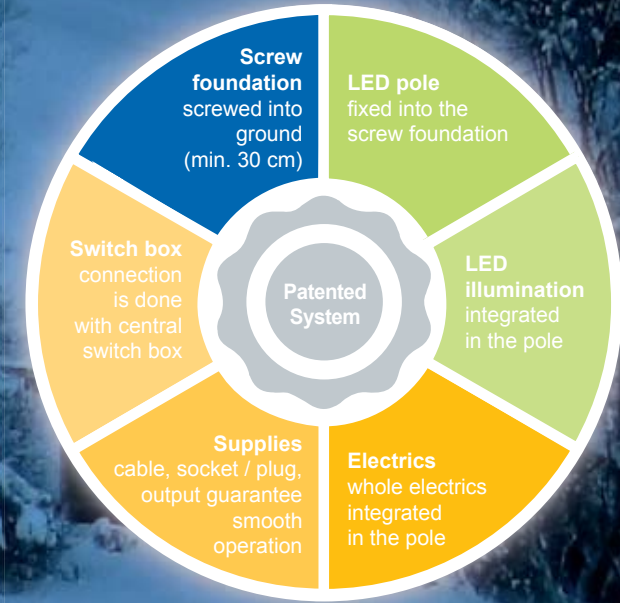 Screw
foundation
screwed into
ground
(min. 30 cm)
LED pole
fixed into the
screw foundation
LED
illumination
integrated
in the pole
Electrics
whole electrics
integrated
in the pole
Supplies
cable, socket / plug,
output guarantee
smooth
operation
Switch box
connection
is done
with central
switch box
Patented
System